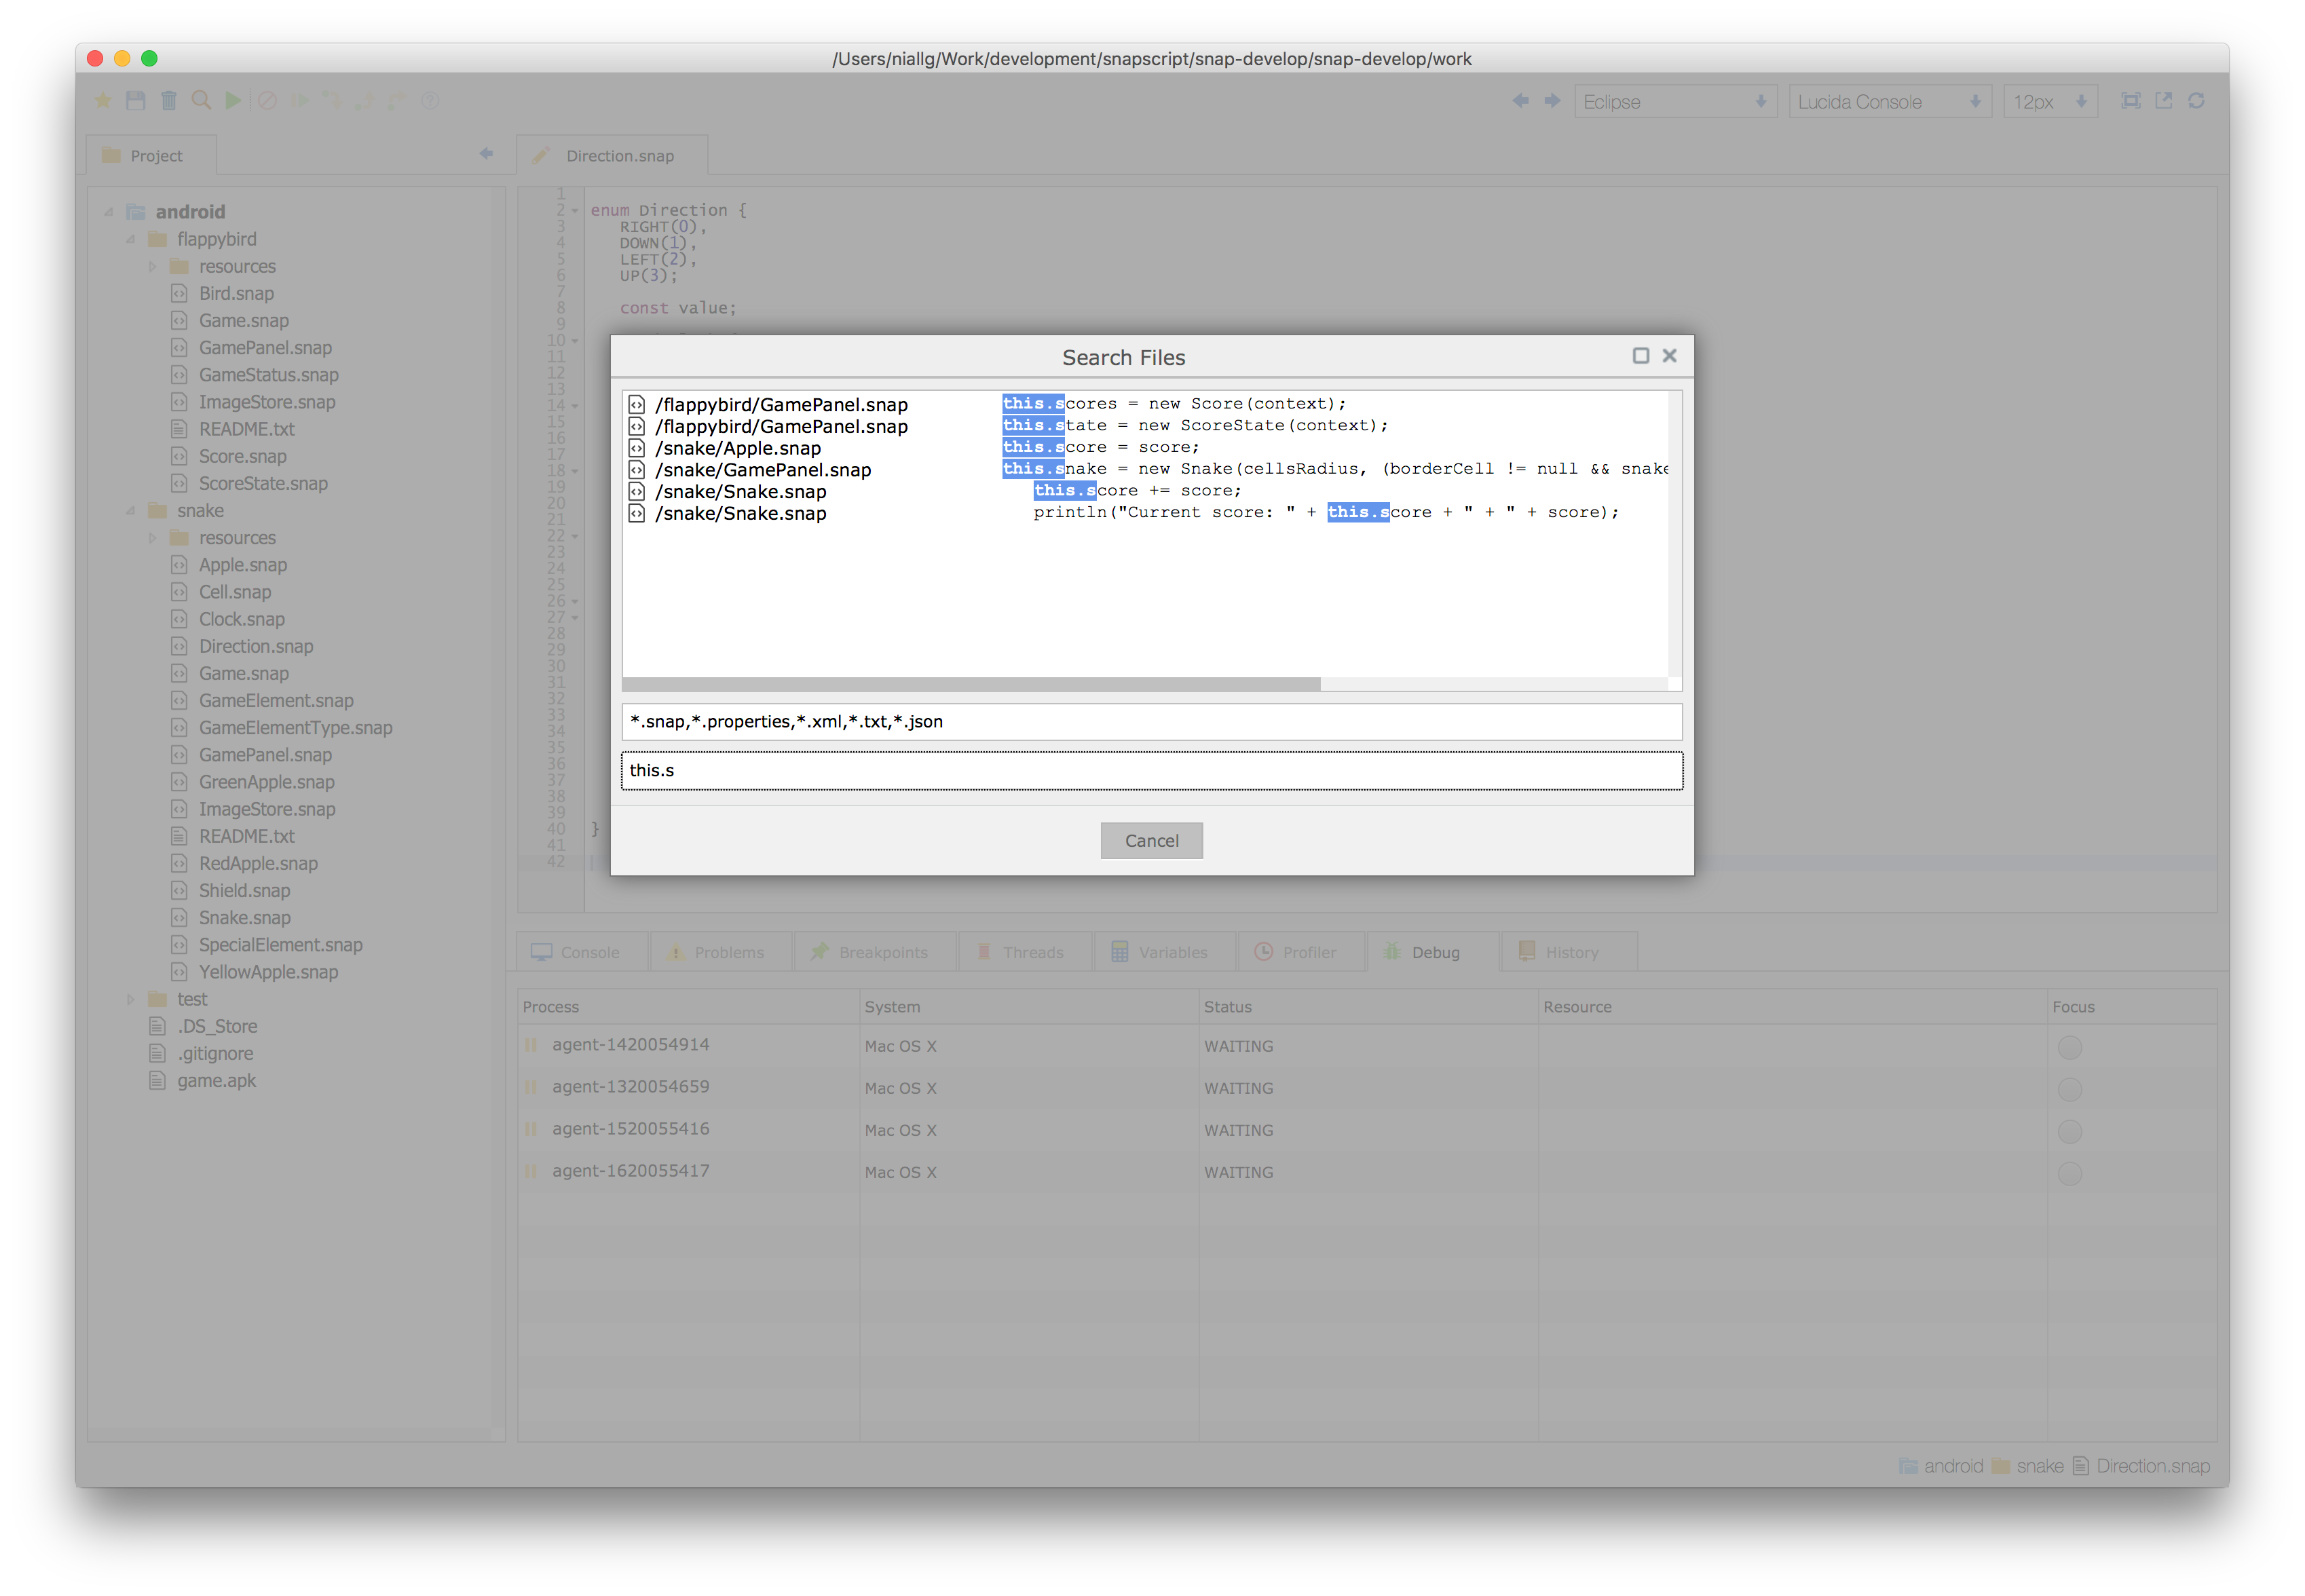 /Users/niallg/Work/development/snapscript/snap-develop/snap-develop/work
Eclipse
Lucida Console
12px
Project
Direction.snap
android
flappybird
resources
Bird.snap
Game.snap
GamePanel.snap
GameStatus.snap
ImageStore.snap
README.txt
Score.snap
ScoreState.snap
snake
resources
Apple.snap
Cell.snap
Clock.snap
Direction.snap
Game.snap
GameElement.snap
GameElementType.snap
GamePanel.snap
GreenApple.snap
ImageStore.snap
README.txt
RedApple.snap
Shield.snap
Snake.snap
SpecialElement.snap
YellowApple.snap
test
.DS_Store
.gitignore
game.apk
1
2 enum Direction {
3 RIGHT(0),
4 DOWN(1),
5 LEFT(2),
6 UP(3);
7
8 const value;
9
10
11
12
13
14
15
16
17
18
19
20
21
22
23
24
25
26
27
28
29
30
31
32
33
34
35
36
37
38
39
40 }
41
42
Search Files
/flappybird/GamePanel.snap this.scores = new Score(context);
/flappybird/GamePanel.snap this.state = new ScoreState(context);
/snake/Apple.snap this.score = score;
/snake/GamePanel.snap this.snake = new Snake(cellsRadius, (borderCell != null && snake
/snake/Snake.snap this.score += score;
/snake/Snake.snap println("Current score: " + this.score + " + " + score);
*.snap,*.properties,*.xml,*.txt,*.json
this.s
Cancel
Console Problems Breakpoints Threads Variables Profiler Debug History
Process System Status Resource Focus
agent-1420054914 Mac OS X WAITING
agent-1320054659 Mac OS X WAITING
agent-1520055416 Mac OS X WAITING
agent-1620055417 Mac OS X WAITING
android snake Direction.snap